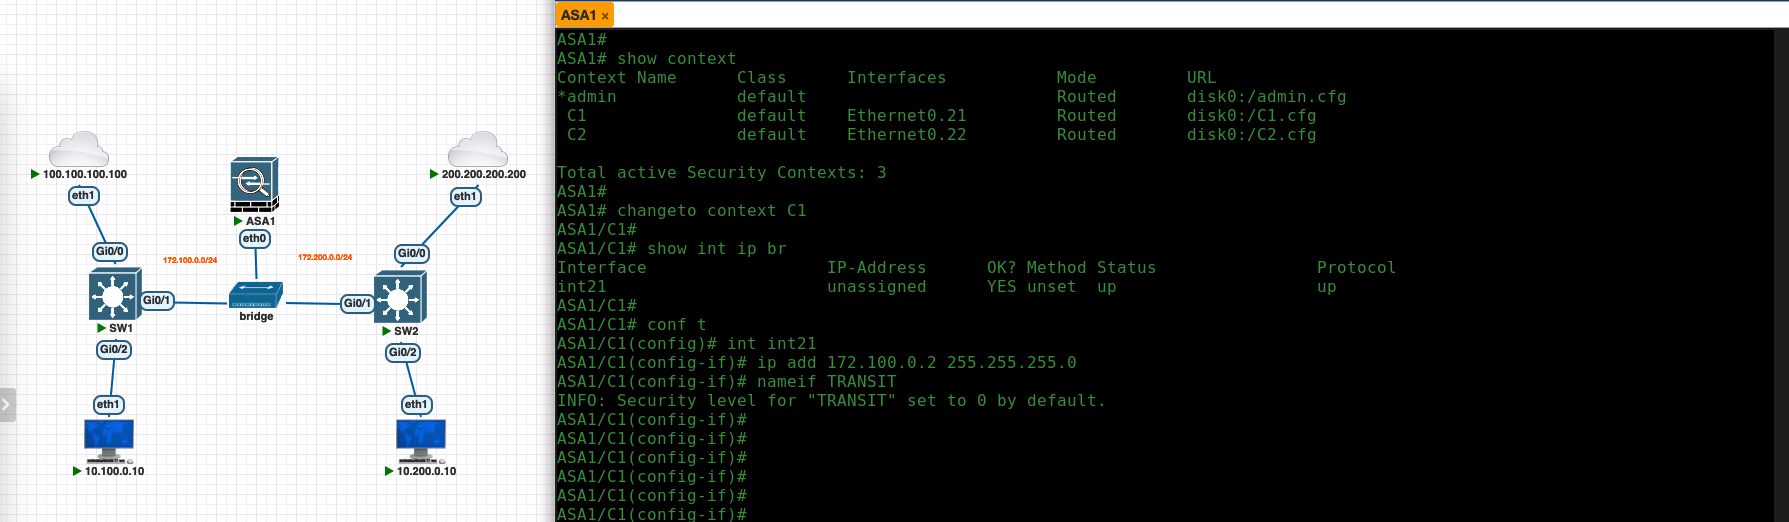 100.100.100.100
eth1
Gi0/0
172.100.0.0/24
Gi0/1
SW1
Gi0/2
eth1
10.100.0.10
ASA1
eth0
bridge
200.200.200.200
eth1
Gi0/0
172.200.0.0/24
Gi0/1
SW2
Gi0/2
eth1
10.200.0.10
ASA1 ×
ASA1#
ASA1# show context
Context Name      Class      Interfaces           Mode         URL
*admin            default                         Routed       disk0:/admin.cfg
 C1               default    Ethernet0.21         Routed       disk0:/C1.cfg
 C2               default    Ethernet0.22         Routed       disk0:/C2.cfg
Total active Security Contexts: 3
ASA1#
ASA1# changeto context C1
ASA1/C1#
ASA1/C1# show int ip br
Interface                  IP-Address      OK? Method Status                Protocol
int21                      unassigned      YES unset  up                    up
ASA1/C1#
ASA1/C1# conf t
ASA1/C1(config)# int int21
ASA1/C1(config-if)# ip add 172.100.0.2 255.255.255.0
ASA1/C1(config-if)# nameif TRANSIT
INFO: Security level for "TRANSIT" set to 0 by default.
ASA1/C1(config-if)#
ASA1/C1(config-if)#
ASA1/C1(config-if)#
ASA1/C1(config-if)#
ASA1/C1(config-if)#
ASA1/C1(config-if)#